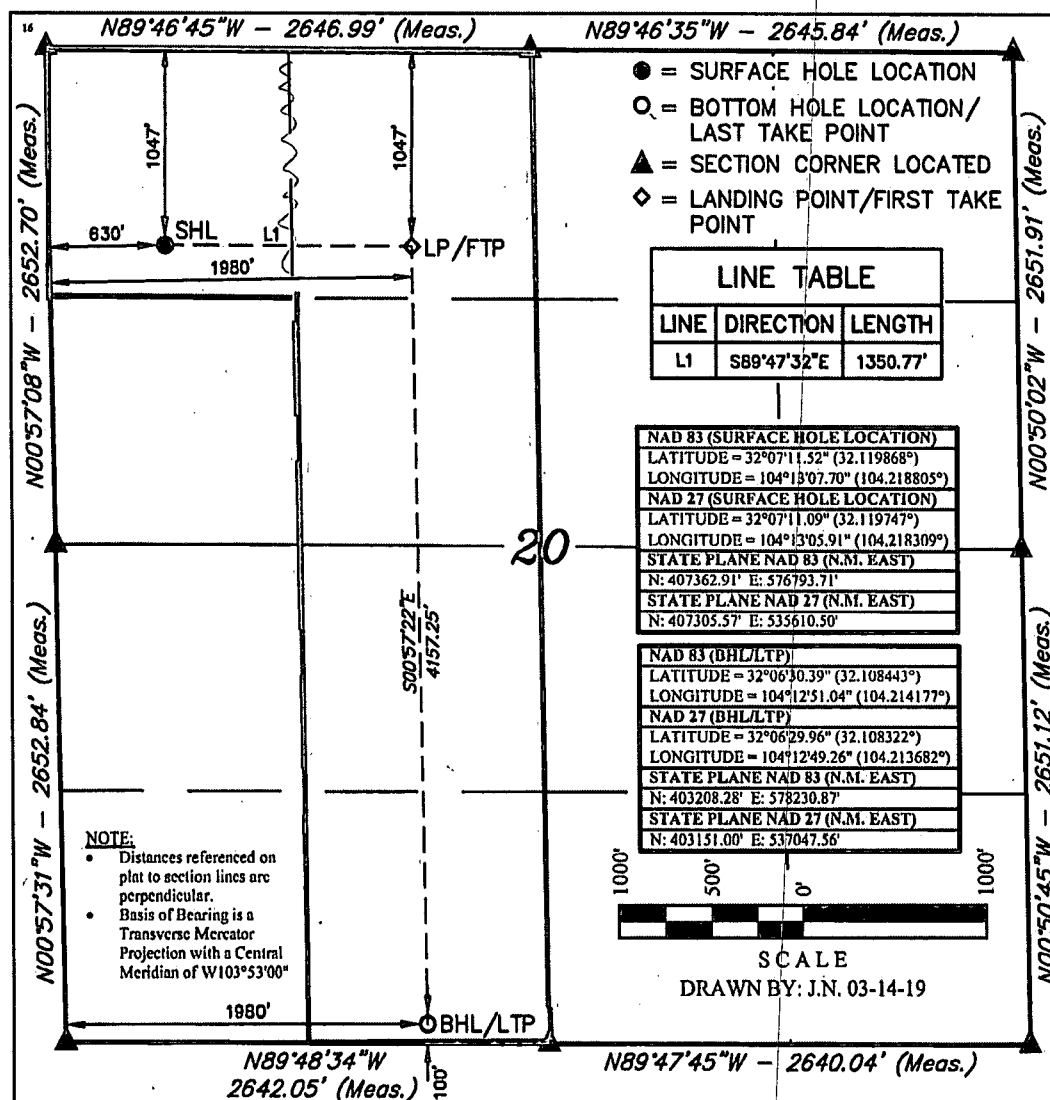 16
N89°46'45"W – 2646.99' (Meas.)
N89°46'35"W – 2645.84' (Meas.)
= SURFACE HOLE LOCATION
= BOTTOM HOLE LOCATION/
LAST TAKE POINT
= SECTION CORNER LOCATED
= LANDING POINT/FIRST TAKE
POINT
1047'
1047'
630'
SHL
L1
LP/FTP
1980'
N00°57'08"W – 2652.70' (Meas.)
N00°50'02"W – 2651.91' (Meas.)
LINE TABLE
LINE DIRECTION LENGTH
L1 S89°47'32"E 1350.77'
NAD 83 (SURFACE HOLE LOCATION)
LATITUDE = 32°07'11.52" (32.119868°)
LONGITUDE = 104°13'07.70" (104.218805°)
NAD 27 (SURFACE HOLE LOCATION)
LATITUDE = 32°07'11.09" (32.119747°)
LONGITUDE = 104°13'05.91" (104.218309°)
STATE PLANE NAD 83 (N.M. EAST)
N: 407362.91' E: 576793.71'
STATE PLANE NAD 27 (N.M. EAST)
N: 407305.57' E: 535610.50'
20
NAD 83 (BHL/LTP)
LATITUDE = 32°06'30.39" (32.108443°)
LONGITUDE = 104°12'51.04" (104.214177°)
NAD 27 (BHL/LTP)
LATITUDE = 32°06'29.96" (32.108322°)
LONGITUDE = 104°12'49.26" (104.213682°)
STATE PLANE NAD 83 (N.M. EAST)
N: 403208.28' E: 578230.87'
STATE PLANE NAD 27 (N.M. EAST)
N: 403151.00' E: 537047.56'
S00°57'22"E
4157.25'
N00°57'31"W – 2652.84' (Meas.)
N00°50'45"W – 2651.12' (Meas.)
NOTE:
• Distances referenced on
plat to section lines are
perpendicular.
• Basis of Bearing is a
Transverse Mercator
Projection with a Central
Meridian of W103°53'00"
1000'
500'
0'
1000'
SCALE
DRAWN BY: J.N. 03-14-19
1980'
BHL/LTP
100'
N89°48'34"W
2642.05' (Meas.)
N89°47'45"W – 2640.04' (Meas.)